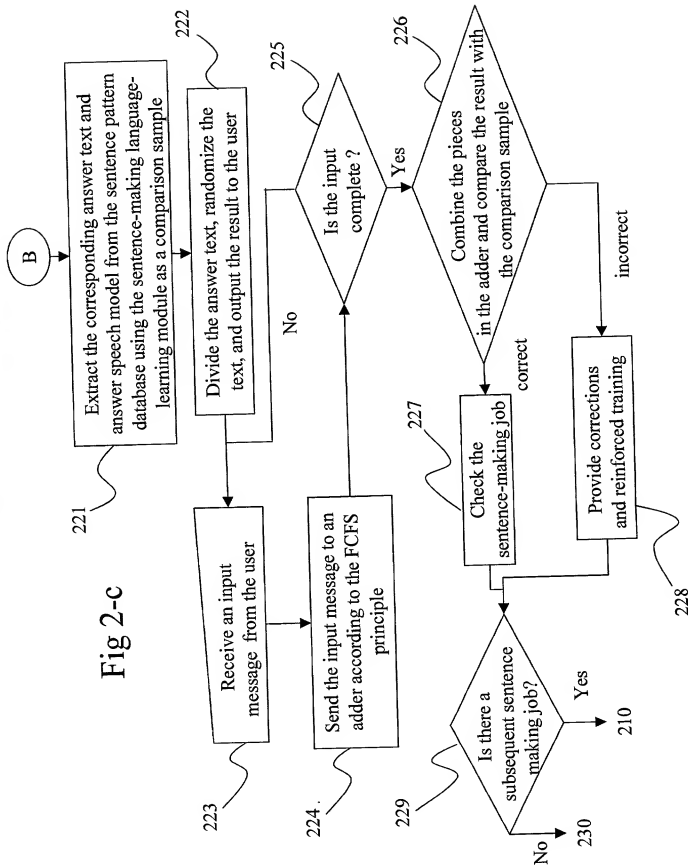 Fig 2-c
B
Extract the corresponding answer text and
answer speech model from the sentence pattern
database using the sentence-making language-
learning module as a comparison sample
221
Divide the answer text, randomize the
text, and output the result to the user
222
Receive an input
message from the user
223
Send the input message to an
adder according to the FCFS
principle
224.
Is the input
complete ?
225
No
Yes
Combine the pieces
in the adder and compare the result with
the comparison sample
226
correct
incorrect
Check the
sentence-making job
227
Provide corrections
and reinforced training
228
Is there a
subsequent sentence
making job?
229
Yes
210
No
230